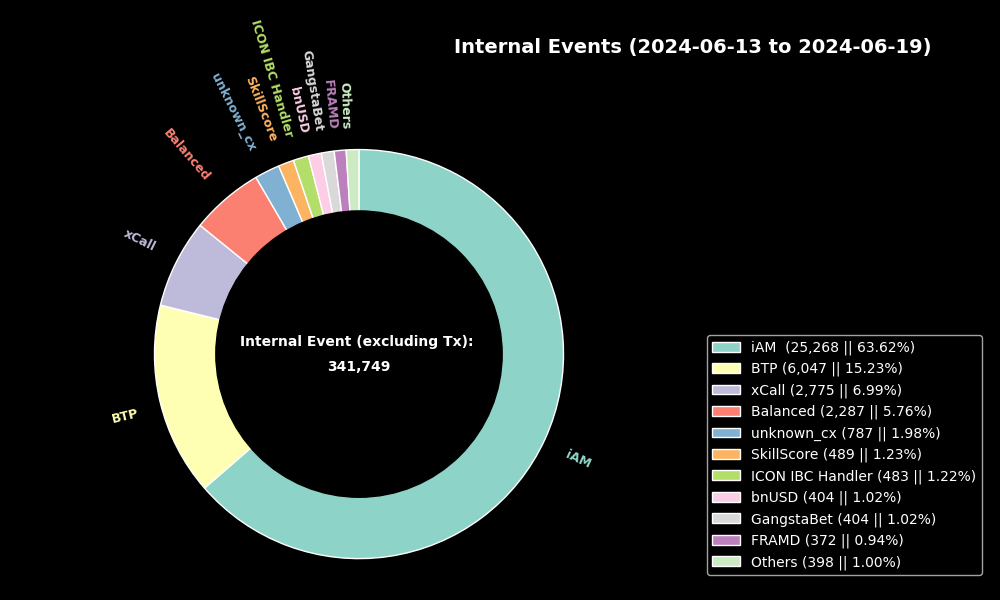 Internal Events (2024-06-13 to 2024-06-19)
Others
FRAMD
GangstaBet
bnUSD
ICON IBC Handler
SkillScore
unknown_cx
Balanced
xCall
BTP
iAM
Internal Event (excluding Tx):
341,749
iAM  (25,268 || 63.62%)
BTP (6,047 || 15.23%)
xCall (2,775 || 6.99%)
Balanced (2,287 || 5.76%)
unknown_cx (787 || 1.98%)
SkillScore (489 || 1.23%)
ICON IBC Handler (483 || 1.22%)
bnUSD (404 || 1.02%)
GangstaBet (404 || 1.02%)
FRAMD (372 || 0.94%)
Others (398 || 1.00%)